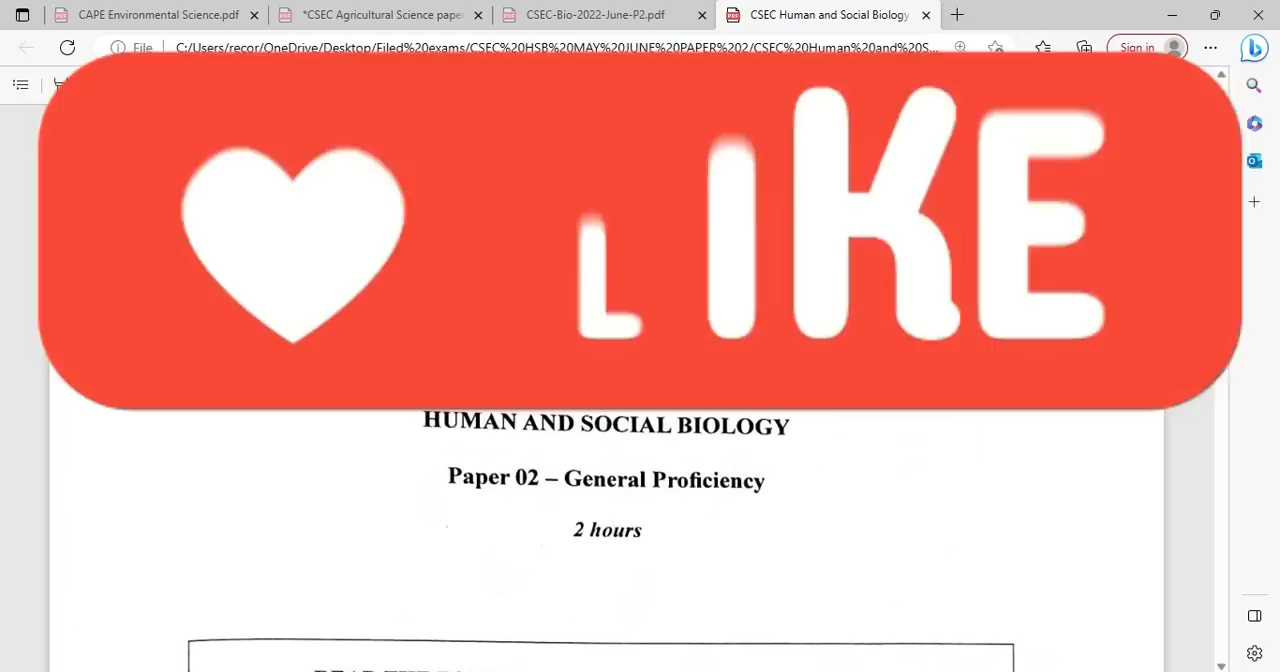 CAPE Environmental Science.pdf
*CSEC Agricultural Science pape
CSEC-Bio-2022-June-P2.pdf
CSEC Human and Social Biology
File
C:/Users/recor/OneDrive/Desktop/Filed%20exams/CSEC%20HSB%20MAY%20JUNE%20PAPER%202/CSEC%20Human%20and%20S...
Sign in
LIKE
HUMAN AND SOCIAL BIOLOGY
Paper 02 – General Proficiency
2 hours